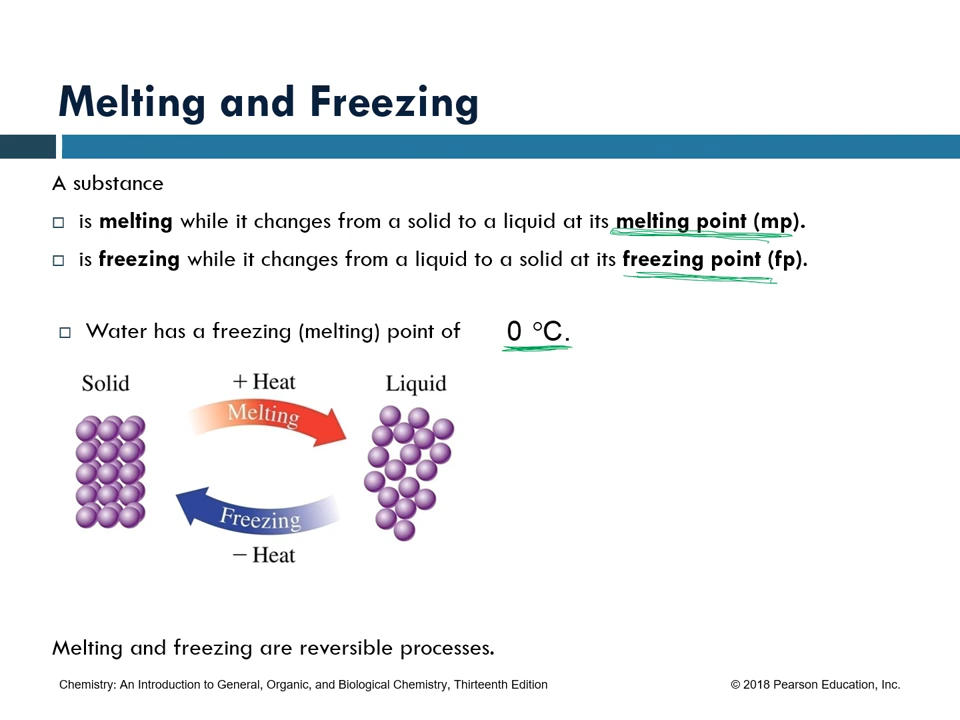 Melting and Freezing
A substance
is melting while it changes from a solid to a liquid at its melting point (mp).
is freezing while it changes from a liquid to a solid at its freezing point (fp).
Water has a freezing (melting) point of 0 °C.
Solid
+ Heat
Liquid
Melting
Freezing
– Heat
Melting and freezing are reversible processes.
Chemistry: An Introduction to General, Organic, and Biological Chemistry, Thirteenth Edition
© 2018 Pearson Education, Inc.